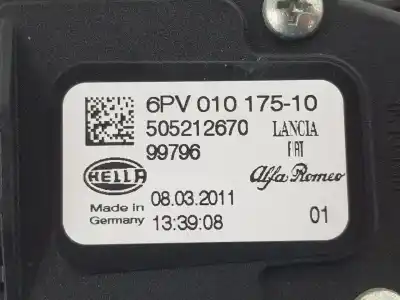 6PV 010 175-10
505212670 LANCIA
99796 FIAT
HELLA Alfa Romeo
08.03.2011
Made in Germany 13:39:08 01